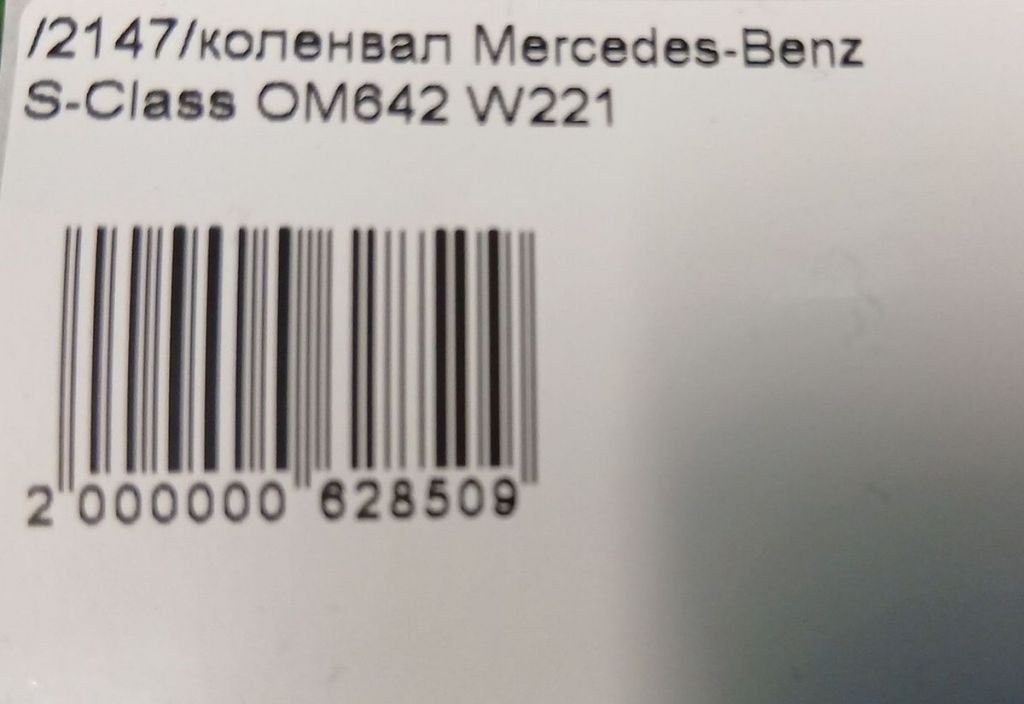 /2147/коленвал Mercedes-Benz
S-Class OM642 W221
2 000000 628509